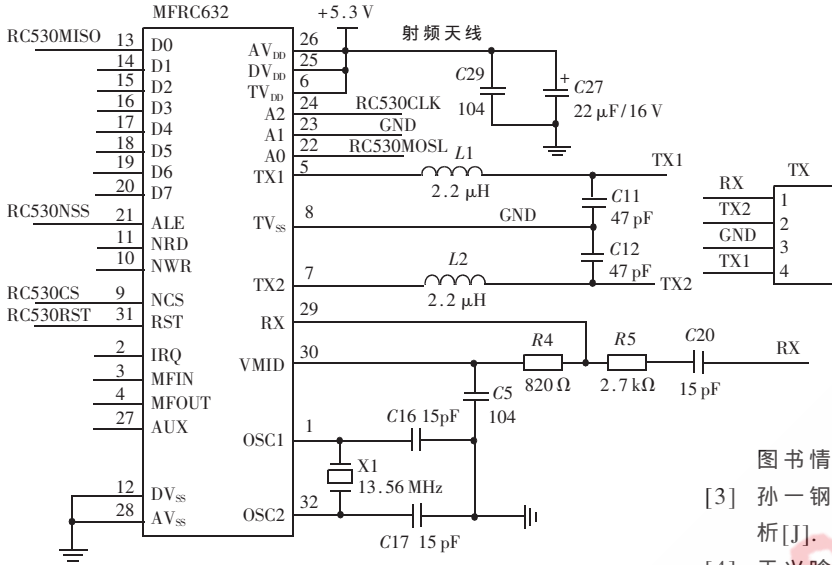 MFRC632
+5.3 V
射频天线
RC530MISO 13 D0
14 D1
15 D2
16 D3
17 D4
18 D5
19 D6
20 D7
RC530NSS 21 ALE
11 NRD
10 NWR
RC530CS 9 NCS
RC530RST 31 RST
2 IRQ
3 MFIN
4 MFOUT
27 AUX
12 DVSS
28 AVSS
AVDD 26
DVDD 25
TVDD 6
A2 24 RC530CLK
A1 23 GND
A0 22 RC530MOSL
TX1 5
TVSS 8 GND
TX2 7
RX 29
VMID 30
OSC1 1
OSC2 32
C29
104
+
C27
22 μF/16 V
L1
2.2 μH
TX1
C11
47 pF
C12
47 pF
L2
2.2 μH
TX2
R4
820 Ω
R5
2.7 kΩ
C20
15 pF
RX
C5
104
C16 15pF
X1
13.56 MHz
C17 15 pF
TX
RX 1
TX2 2
GND 3
TX1 4
图书情
[3] 孙一钢
析[J].